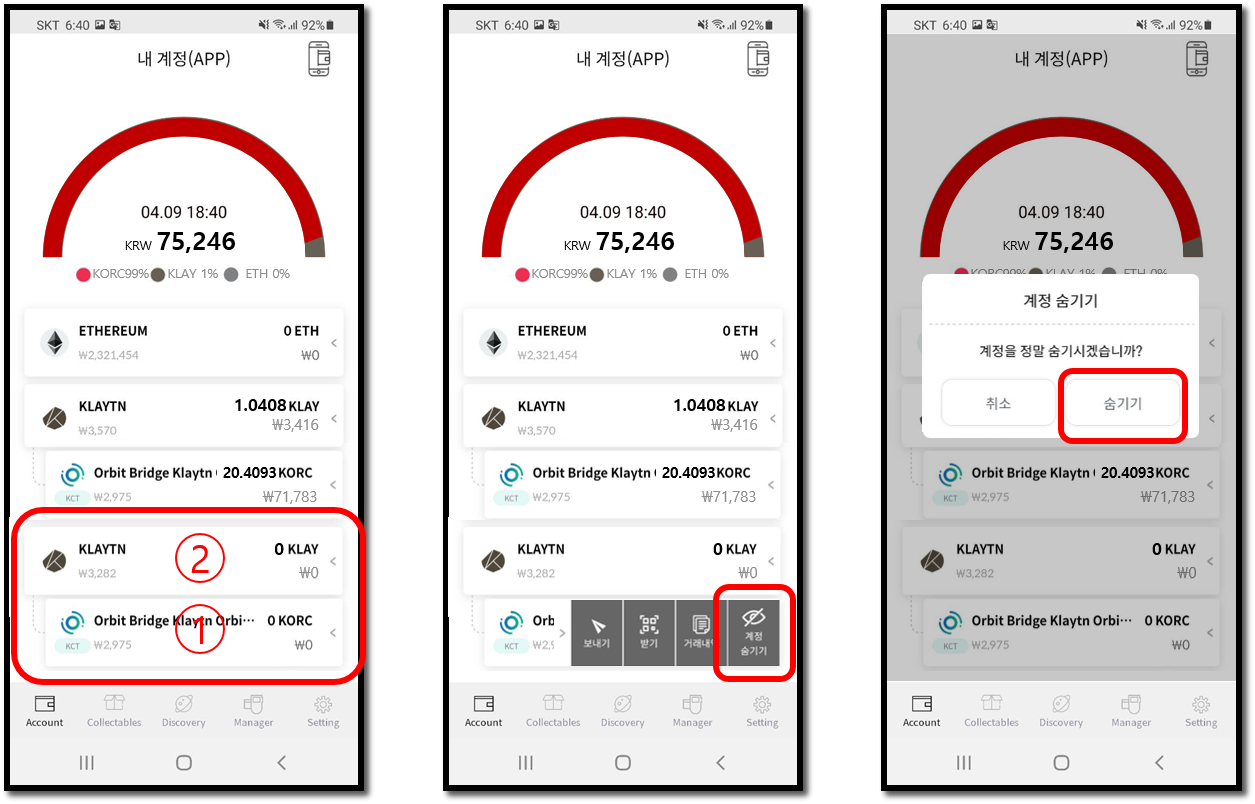 SKT 6:40 92%
내 계정(APP)
04.09 18:40
KRW 75,246
KORC99% KLAY 1% ETH 0%
ETHEREUM 0 ETH
₩2,321,454 ₩0
KLAYTN 1.0408 KLAY
₩3,570 ₩3,416
Orbit Bridge Klaytn 20.4093 KORC
KCT ₩2,975 ₩71,783
KLAYTN ② 0 KLAY
₩3,282 ₩0
Orbit Bridge Klaytn Orbi··· 0 KORC
①
KCT ₩2,975 ₩0
Account Collectables Discovery Manager Setting
SKT 6:40 92%
내 계정(APP)
04.09 18:40
KRW 75,246
KORC99% KLAY 1% ETH 0%
ETHEREUM 0 ETH
₩2,321,454 ₩0
KLAYTN 1.0408 KLAY
₩3,570 ₩3,416
Orbit Bridge Klaytn 20.4093 KORC
KCT ₩2,975 ₩71,783
KLAYTN 0 KLAY
₩3,282 ₩0
Orb
KCT ₩2,9
보내기 받기 거래내역 계정
숨기기
Account Collectables Discovery Manager Setting
SKT 6:40 92%
내 계정(APP)
04.09 18:40
KRW 75,246
KORC99% KLAY 1% ETH 0%
계정 숨기기
계정을 정말 숨기시겠습니까?
취소 숨기기
Orbit Bridge Klaytn 20.4093 KORC
KCT ₩2,975 ₩71,783
KLAYTN 0 KLAY
₩3,282 ₩0
Orbit Bridge Klaytn Orbi··· 0 KORC
KCT ₩2,975 ₩0
Account Collectables Discovery Manager Setting